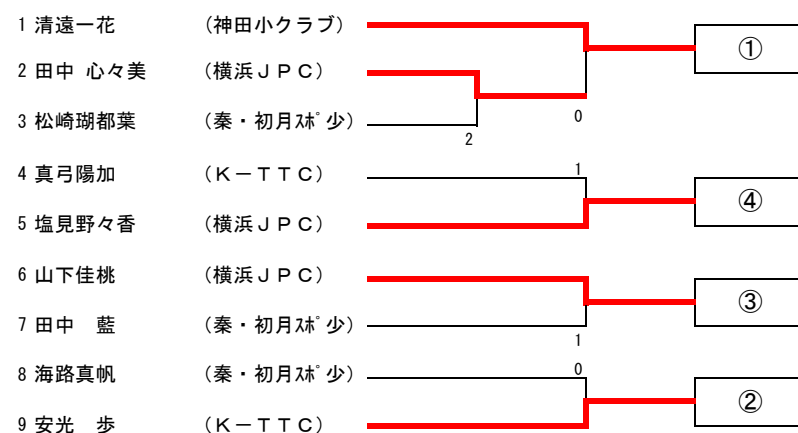 1 清遠一花 （神田小クラブ）
①
2 田中 心々美 （横浜ＪＰＣ）
3 松崎瑚都葉 （秦・初月ｽﾎﾟ少）
0
2
4 真弓陽加 （Ｋ－ＴＴＣ）
1
④
5 塩見野々香 （横浜ＪＰＣ）
6 山下佳桃 （横浜ＪＰＣ）
③
7 田中　藍 （秦・初月ｽﾎﾟ少）
1
8 海路真帆 （秦・初月ｽﾎﾟ少）
0
②
9 安光　歩 （Ｋ－ＴＴＣ）